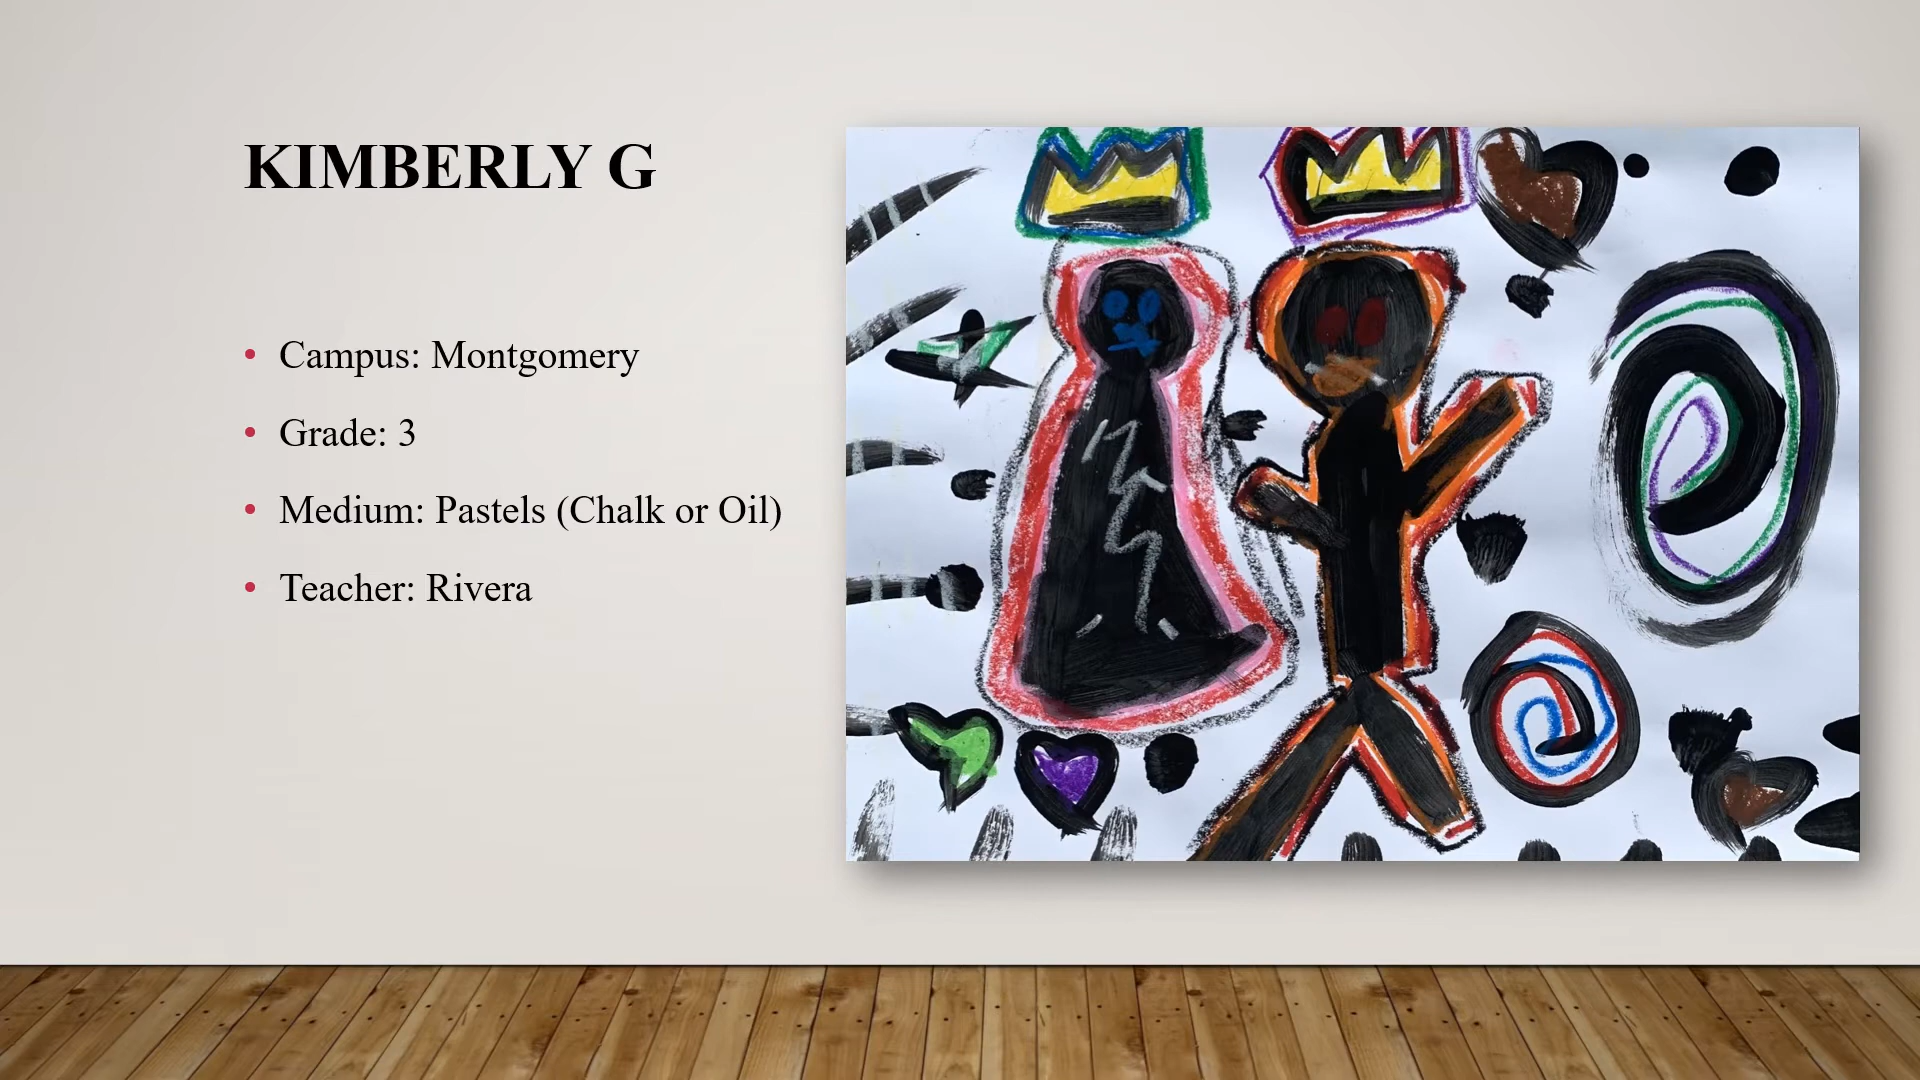 KIMBERLY G
Campus: Montgomery
Grade: 3
Medium: Pastels (Chalk or Oil)
Teacher: Rivera